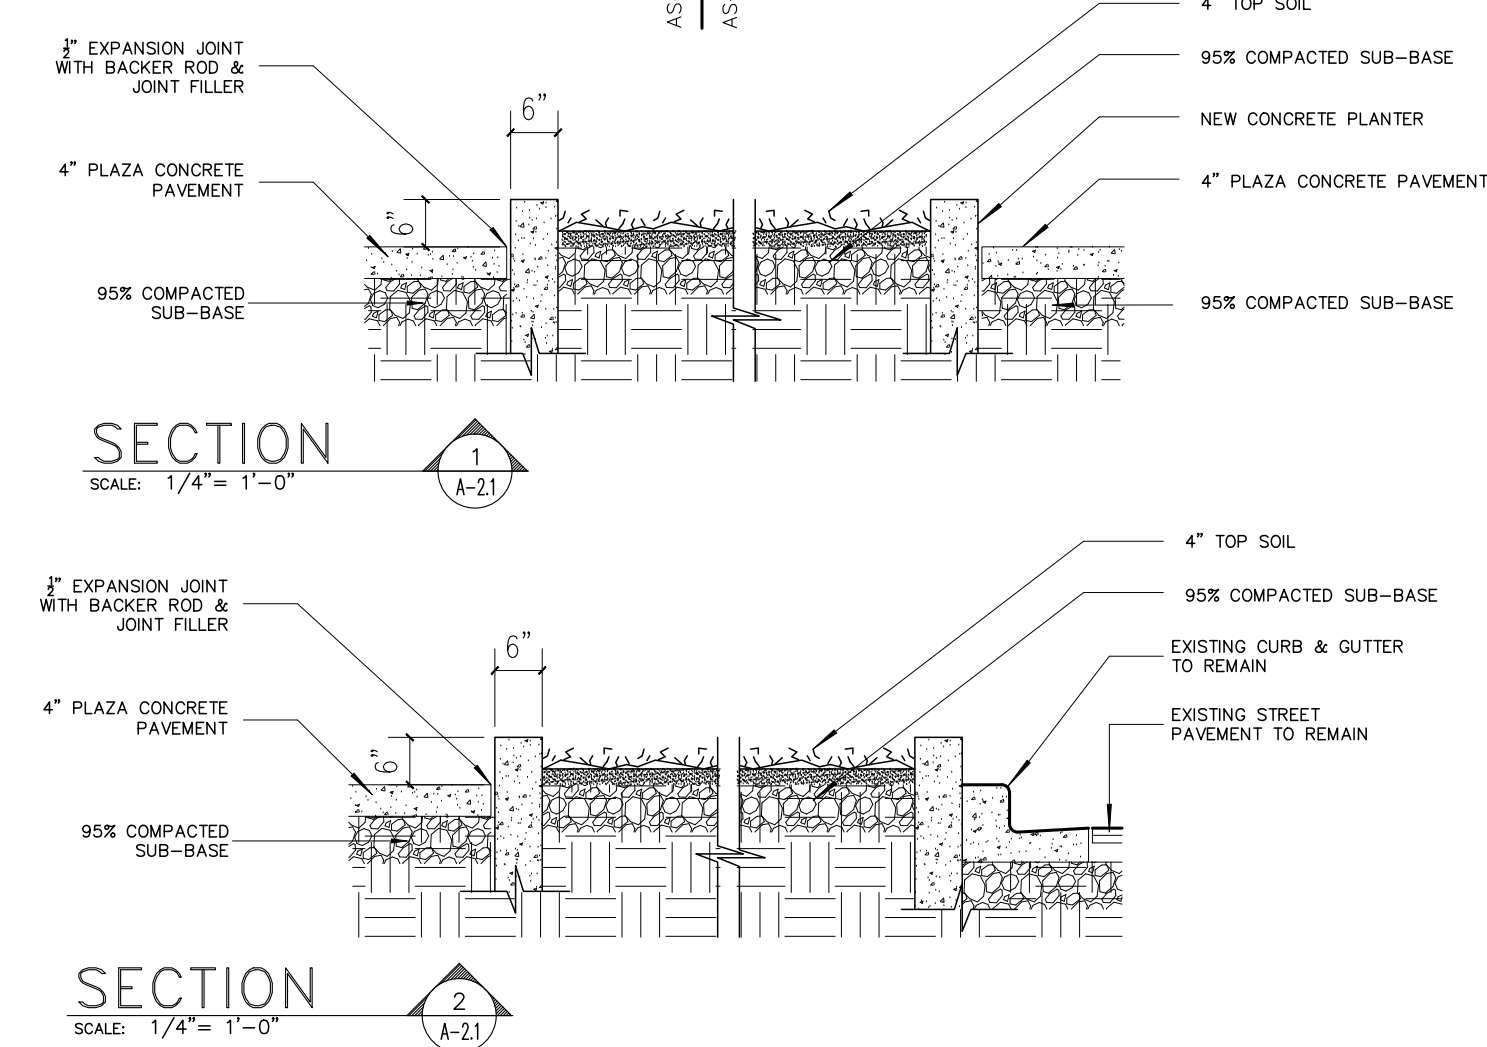 AS
AS
4" TOP SOIL
½" EXPANSION JOINT
WITH BACKER ROD &
JOINT FILLER
95% COMPACTED SUB-BASE
6"
NEW CONCRETE PLANTER
4" PLAZA CONCRETE
PAVEMENT
4" PLAZA CONCRETE PAVEMENT
6"
95% COMPACTED
SUB-BASE
95% COMPACTED SUB-BASE
SECTION
SCALE: 1/4"= 1'-0"
1
A-2.1
4" TOP SOIL
½" EXPANSION JOINT
WITH BACKER ROD &
JOINT FILLER
95% COMPACTED SUB-BASE
6"
EXISTING CURB & GUTTER
TO REMAIN
4" PLAZA CONCRETE
PAVEMENT
EXISTING STREET
PAVEMENT TO REMAIN
6"
95% COMPACTED
SUB-BASE
SECTION
SCALE: 1/4"= 1'-0"
2
A-2.1